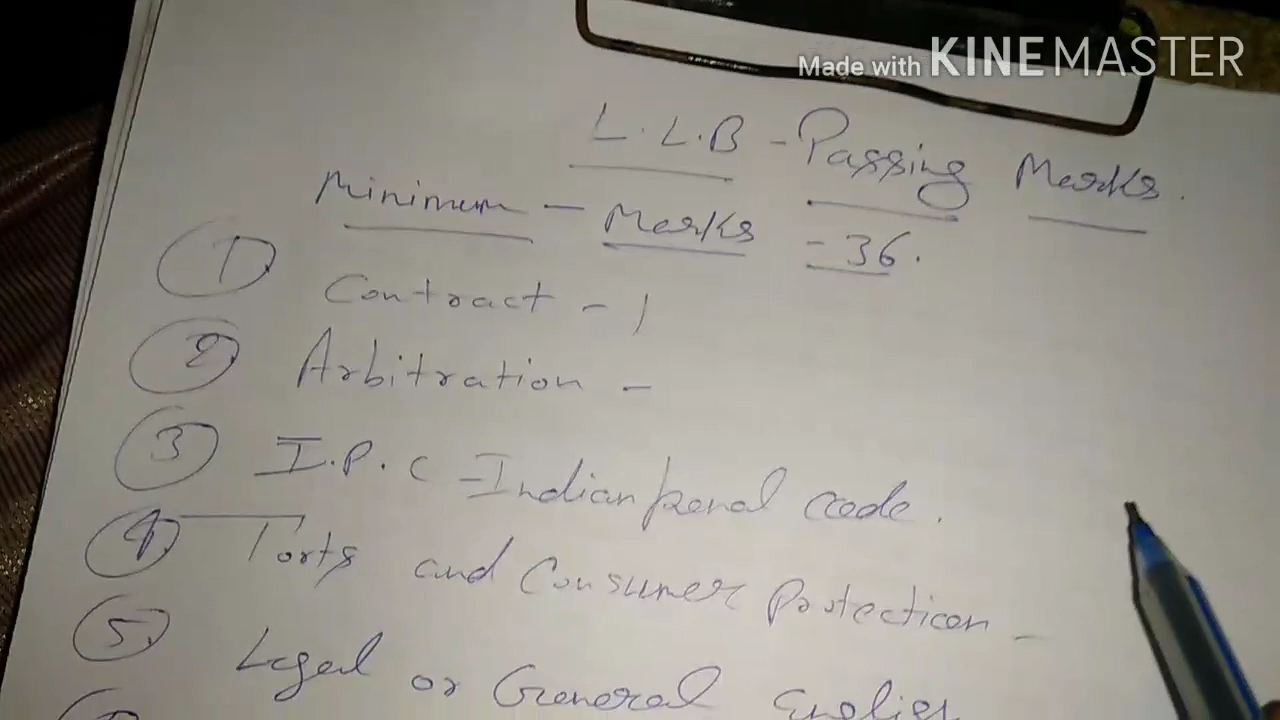 Made with KINEMASTER
L.L.B - Passing Marks.
Minimum - Marks = 36.
① Contract - 1
② Arbitration -
③ I.P.C - Indian Penal Code.
④ Torts and Consumer Protection -
⑤ Legal or General English